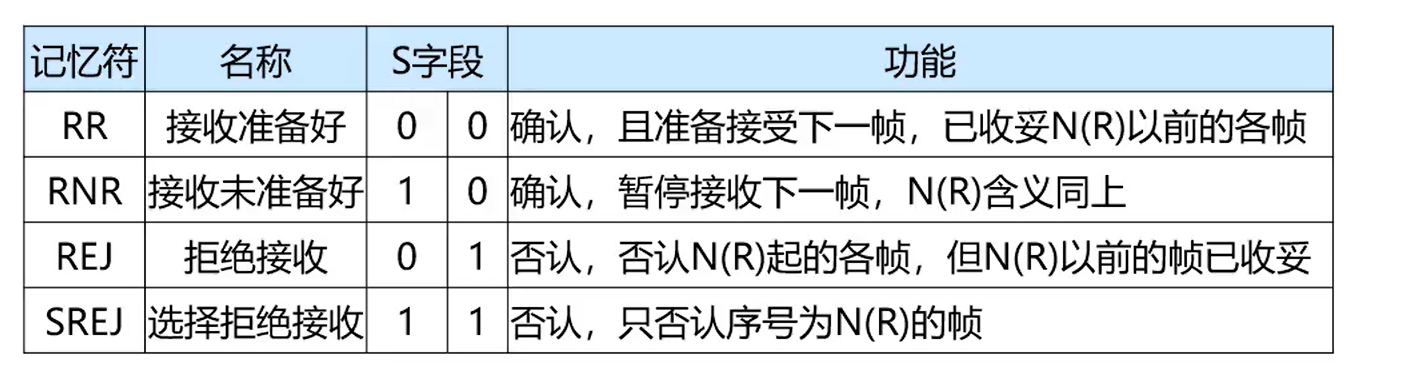 记忆符 名称 S字段 功能
RR 接收准备好 0 0 确认，且准备接受下一帧，已收妥N(R)以前的各帧
RNR 接收未准备好 1 0 确认，暂停接收下一帧，N(R)含义同上
REJ 拒绝接收 0 1 否认，否认N(R)起的各帧，但N(R)以前的帧已收妥
SREJ 选择拒绝接收 1 1 否认，只否认序号为N(R)的帧